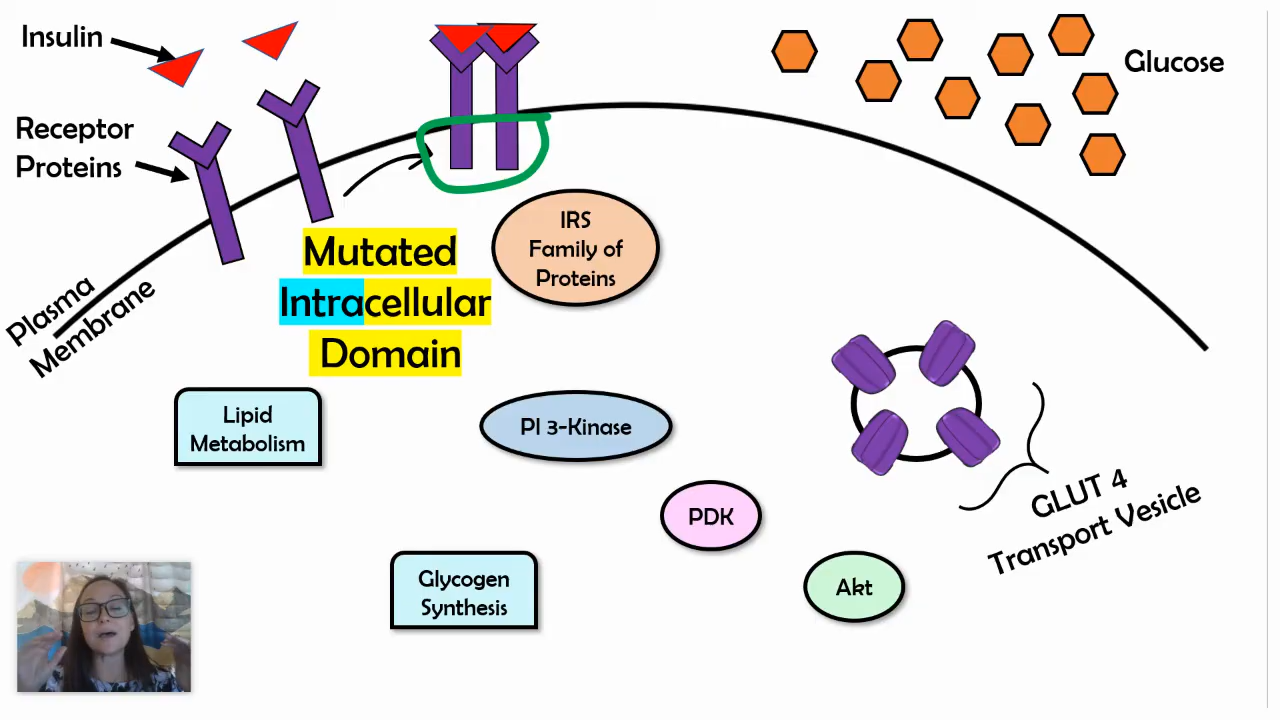 Insulin
Glucose
Receptor
Proteins
IRS
Family of
Proteins
Mutated
Intracellular
Domain
Plasma
Membrane
Lipid
Metabolism
PI 3-Kinase
PDK
GLUT 4
Transport Vesicle
Glycogen
Synthesis
Akt